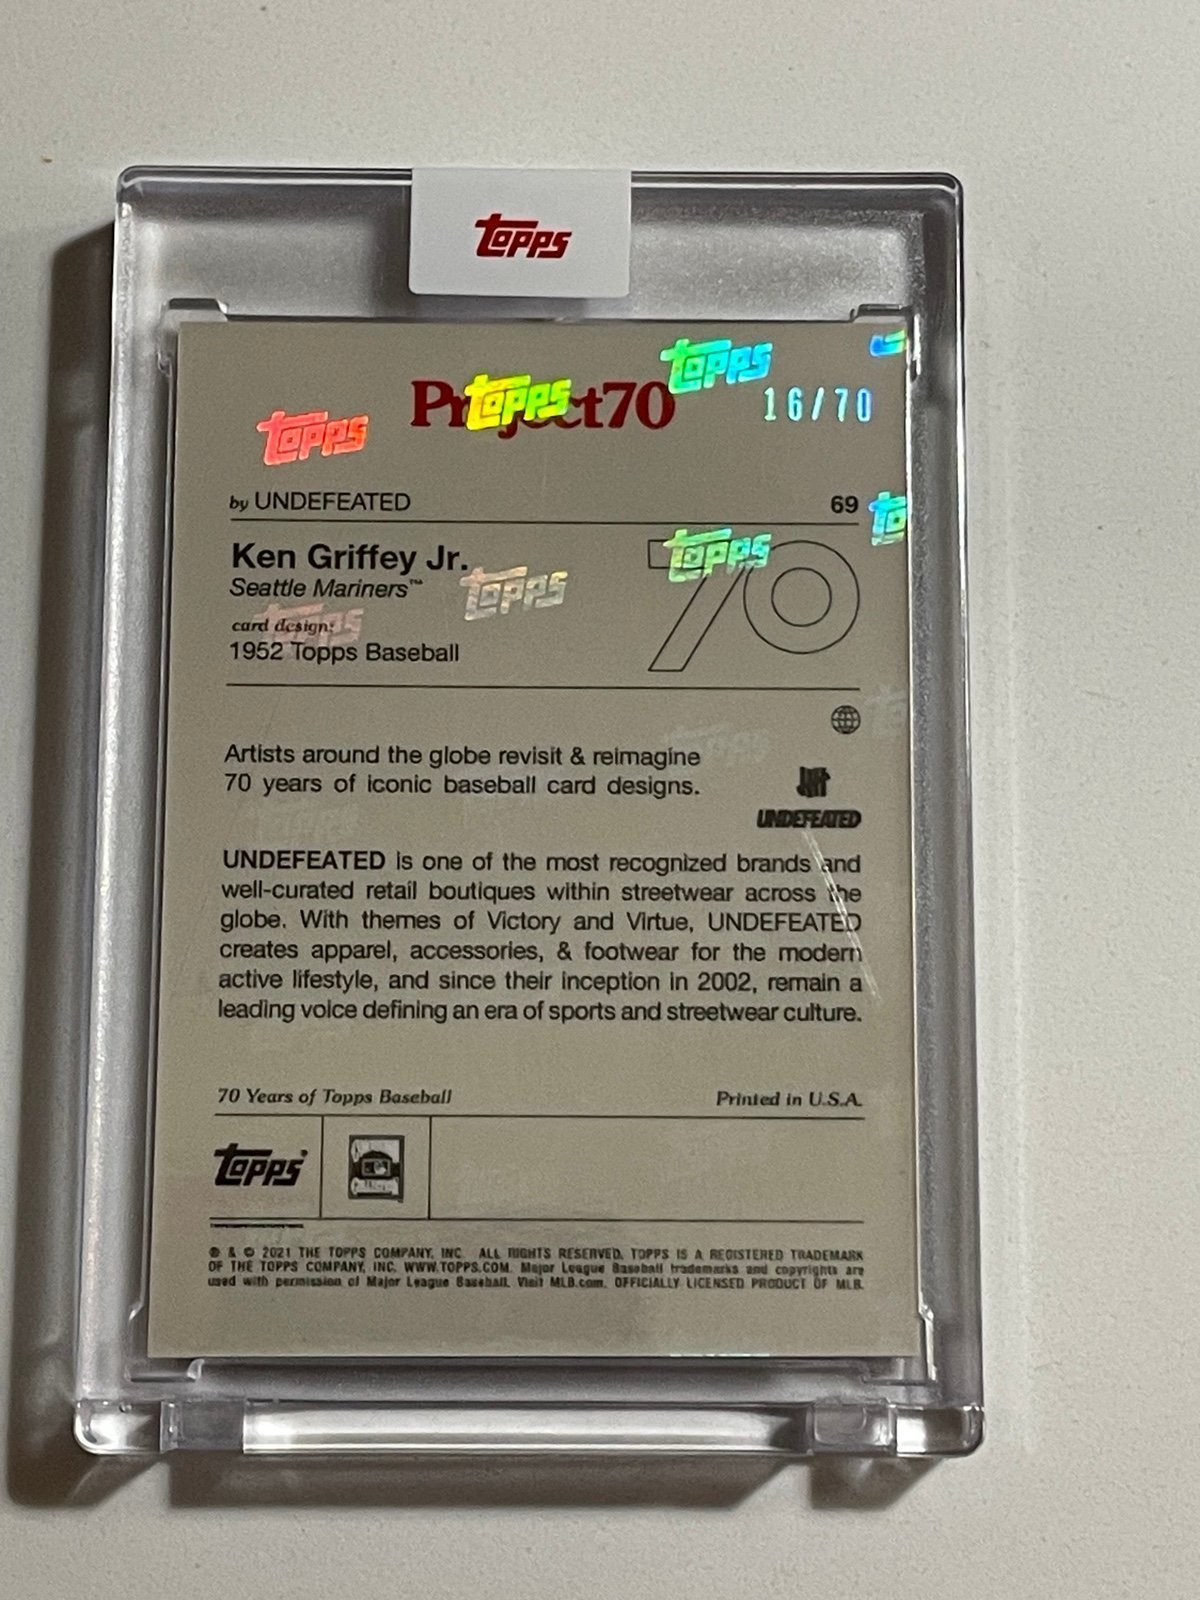 Topps
Project70
Topps
Topps
Topps
16/70
by UNDEFEATED
69
Topps
Ken Griffey Jr.
Seattle Mariners™
Topps
Topps
70
card design:
1952 Topps Baseball
Artists around the globe revisit & reimagine
70 years of iconic baseball card designs.
UNDEFEATED
UNDEFEATED is one of the most recognized brands and
well-curated retail boutiques within streetwear across the
globe. With themes of Victory and Virtue, UNDEFEATED
creates apparel, accessories, & footwear for the modern
active lifestyle, and since their inception in 2002, remain a
leading voice defining an era of sports and streetwear culture.
70 Years of Topps Baseball
Printed in U.S.A.
Topps
® & © 2021 THE TOPPS COMPANY, INC. ALL RIGHTS RESERVED. TOPPS IS A REGISTERED TRADEMARK
OF THE TOPPS COMPANY, INC. WWW.TOPPS.COM. Major League Baseball trademarks and copyrights are
used with permission of Major League Baseball. Visit MLB.com. OFFICIALLY LICENSED PRODUCT OF MLB.